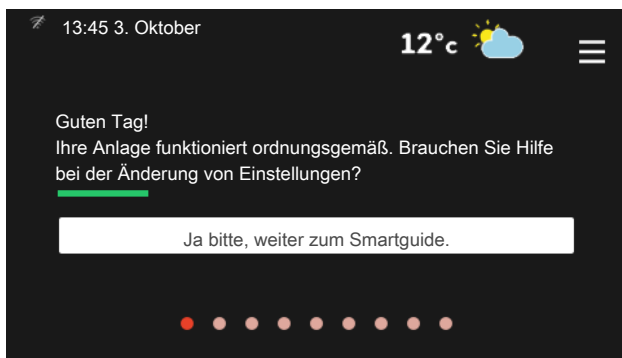 13:45 3. Oktober
12°c
Guten Tag!
Ihre Anlage funktioniert ordnungsgemäß. Brauchen Sie Hilfe
bei der Änderung von Einstellungen?
Ja bitte, weiter zum Smartguide.